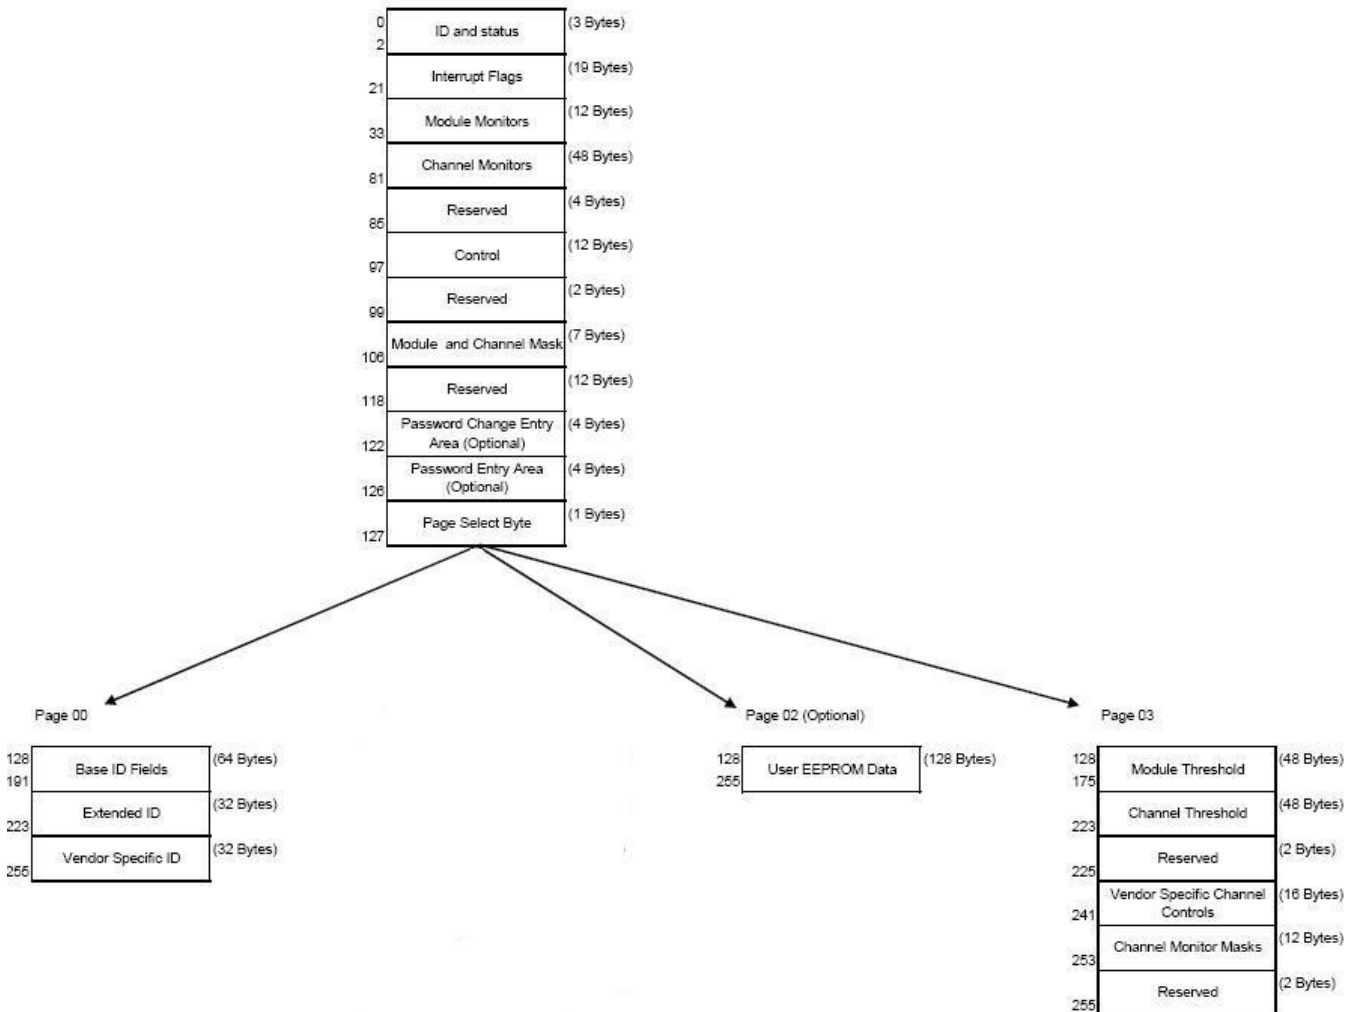 0
ID and status
(3 Bytes)
2
Interrupt Flags
(19 Bytes)
21
Module Monitors
(12 Bytes)
33
Channel Monitors
(48 Bytes)
81
Reserved
(4 Bytes)
85
Control
(12 Bytes)
97
Reserved
(2 Bytes)
99
Module and Channel Mask
(7 Bytes)
106
Reserved
(12 Bytes)
118
Password Change Entry
Area (Optional)
(4 Bytes)
122
Password Entry Area
(Optional)
(4 Bytes)
126
Page Select Byte
(1 Bytes)
127
Page 00
128
Base ID Fields
(64 Bytes)
191
Extended ID
(32 Bytes)
223
Vendor Specific ID
(32 Bytes)
255
Page 02 (Optional)
128
User EEPROM Data
(128 Bytes)
255
Page 03
128
Module Threshold
(48 Bytes)
175
Channel Threshold
(48 Bytes)
223
Reserved
(2 Bytes)
225
Vendor Specific Channel
Controls
(16 Bytes)
241
Channel Monitor Masks
(12 Bytes)
253
Reserved
(2 Bytes)
255